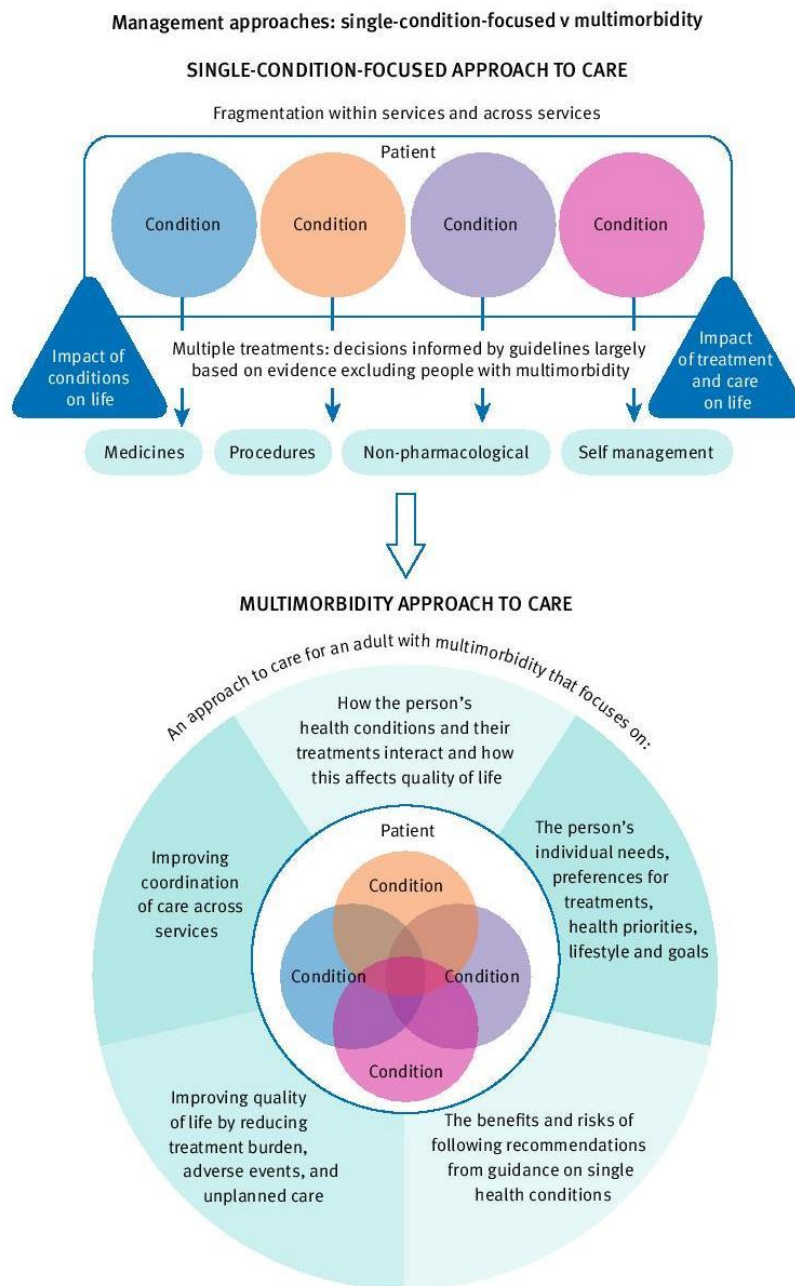 Management approaches: single-condition-focused v multimorbidity
SINGLE-CONDITION-FOCUSED APPROACH TO CARE
Fragmentation within services and across services
Patient
Condition
Condition
Condition
Condition
Impact of
conditions
on life
Multiple treatments: decisions informed by guidelines largely
based on evidence excluding people with multimorbidity
Impact
of treatment
and care
on life
Medicines
Procedures
Non-pharmacological
Self management
MULTIMORBIDITY APPROACH TO CARE
An approach to care for an adult with multimorbidity that focuses on:
How the person's
health conditions and their
treatments interact and how
this affects quality of life
The person's
individual needs,
preferences for
treatments,
health priorities,
lifestyle and goals
The benefits and risks of
following recommendations
from guidance on single
health conditions
Improving quality
of life by reducing
treatment burden,
adverse events, and
unplanned care
Improving
coordination
of care across
services
Patient
Condition
Condition
Condition
Condition